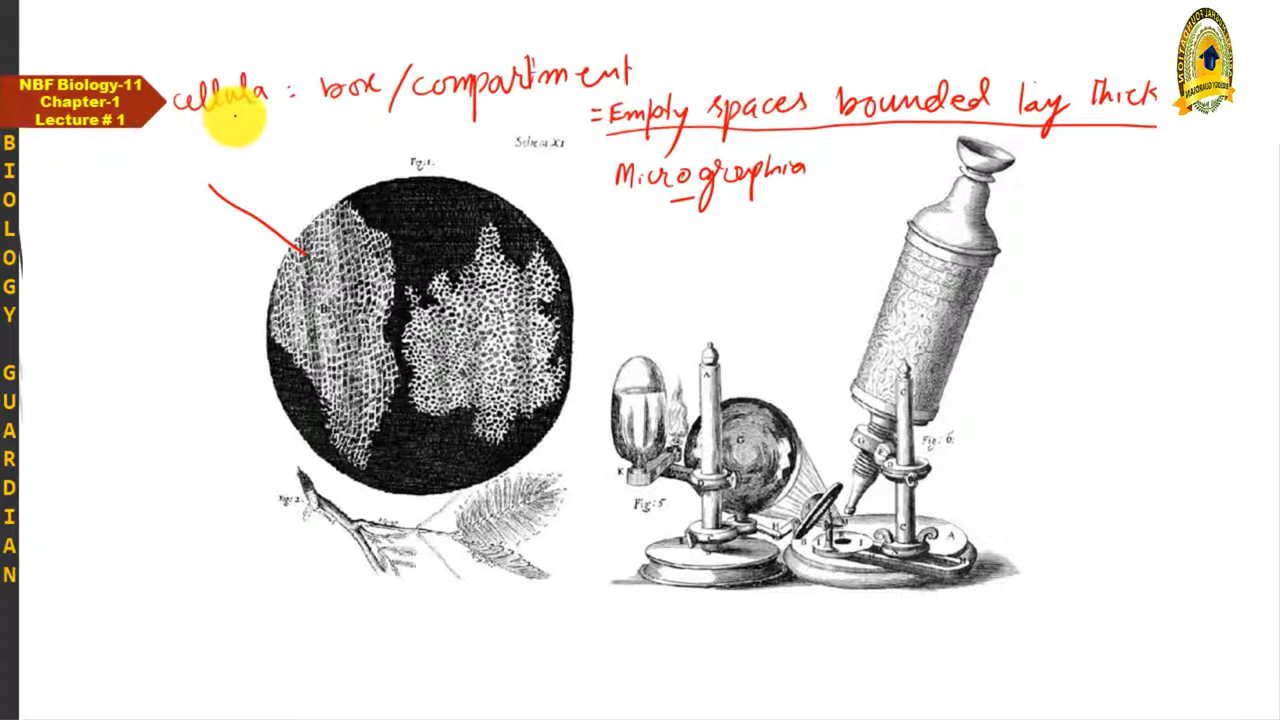 NBF Biology-11
Chapter-1
Lecture # 1
cellula : box/compartment
= Empty spaces bounded lay Thick
Micrographia
BIOLOGY GUARDIAN
Schem XI
Fig: 1.
Fig: 2.
Fig: 5
Fig: 6.